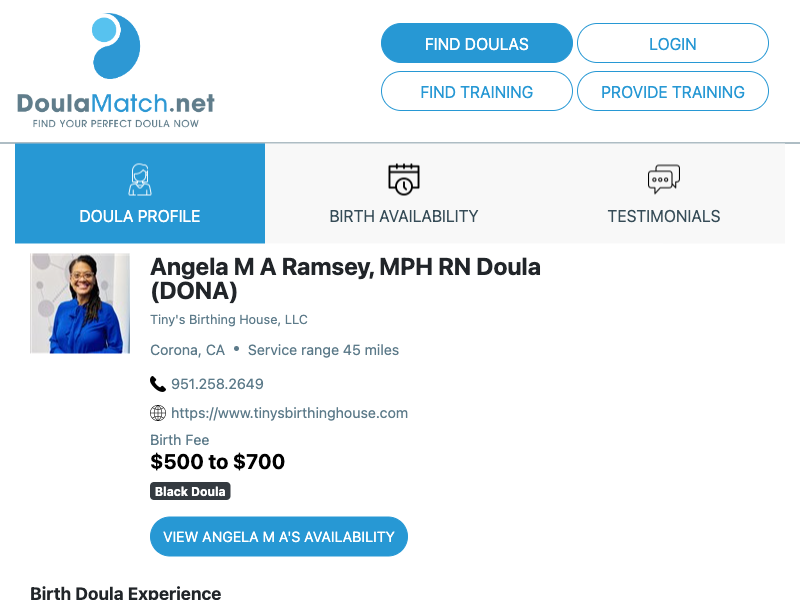 DoulaMatch.net
FIND YOUR PERFECT DOULA NOW
FIND DOULAS
LOGIN
FIND TRAINING
PROVIDE TRAINING
DOULA PROFILE
BIRTH AVAILABILITY
TESTIMONIALS
Angela M A Ramsey, MPH RN Doula
(DONA)
Tiny's Birthing House, LLC
Corona, CA • Service range 45 miles
951.258.2649
https://www.tinysbirthinghouse.com
Birth Fee
$500 to $700
Black Doula
VIEW ANGELA M A'S AVAILABILITY
Birth Doula Experience